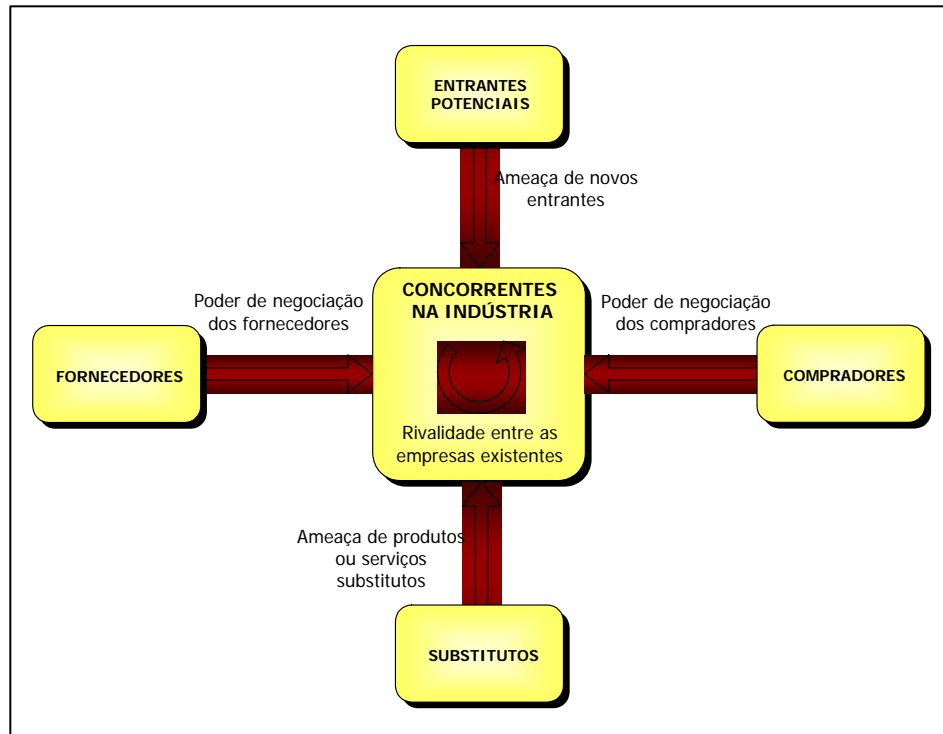 ENTRANTES
POTENCIAIS
Ameaça de novos
entrantes
CONCORRENTES
NA INDÚSTRIA
Poder de negociação
dos fornecedores
Poder de negociação
dos compradores
FORNECEDORES
COMPRADORES
Rivalidade entre as
empresas existentes
Ameaça de produtos
ou serviços
substitutos
SUBSTITUTOS